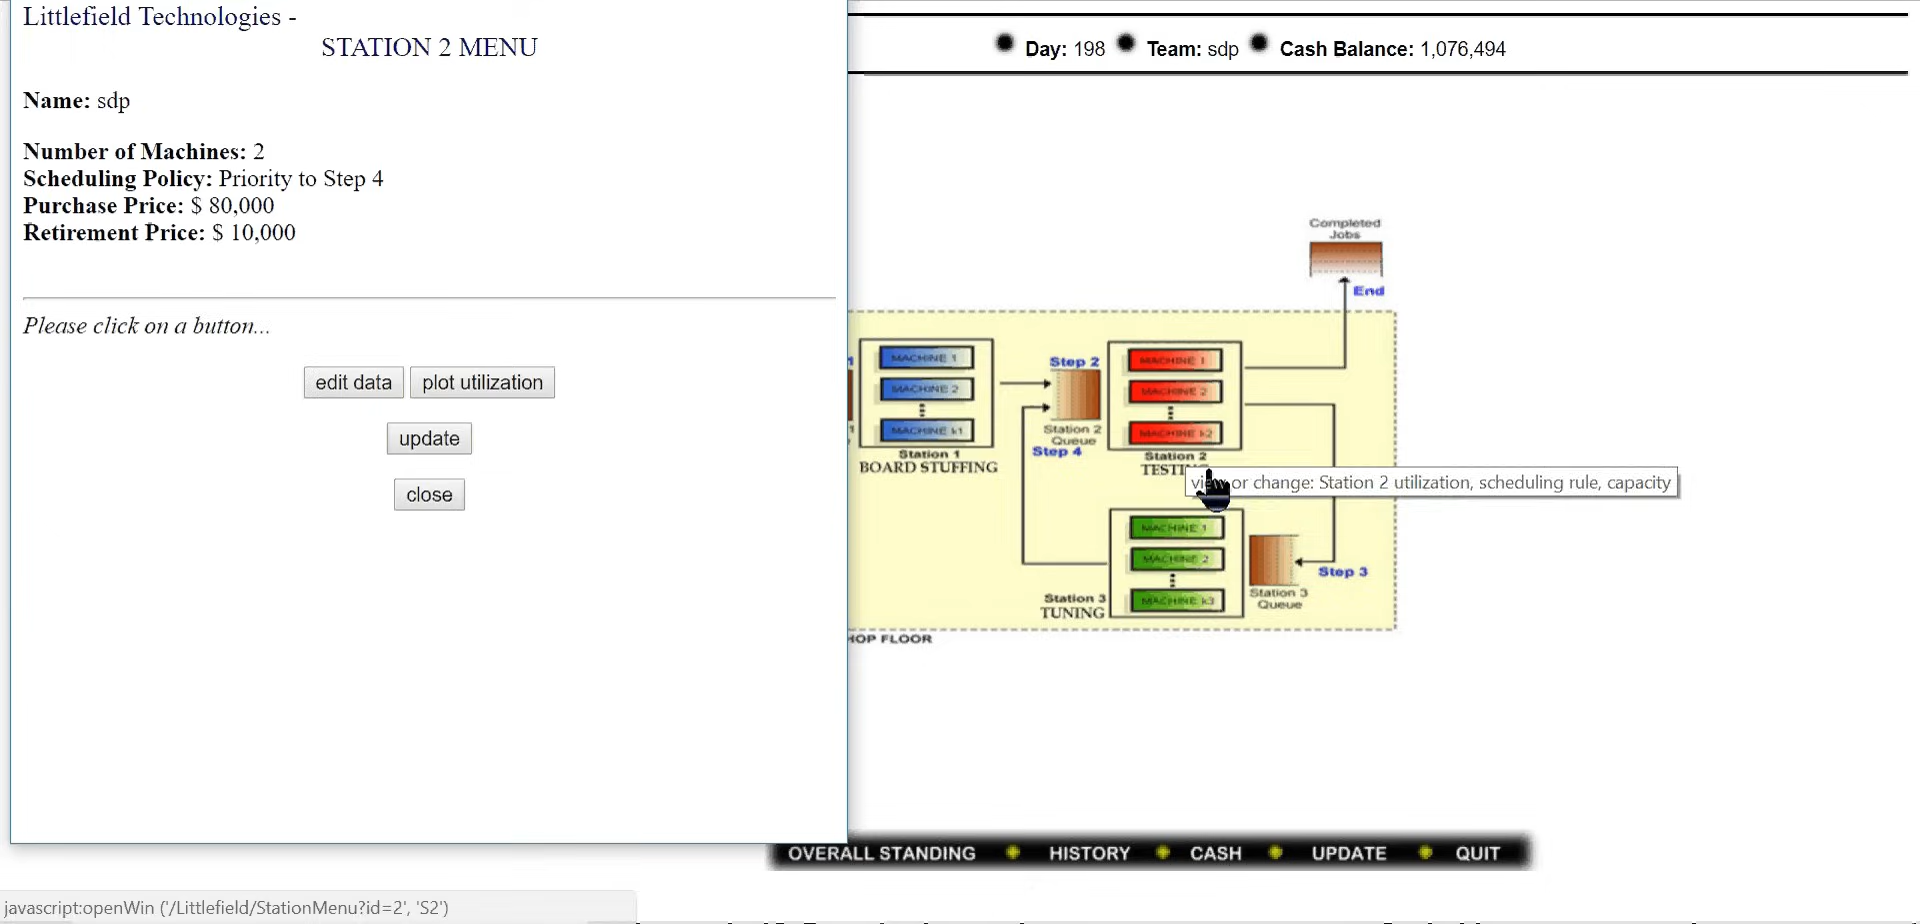 Littlefield Technologies -
STATION 2 MENU
Name: sdp
Number of Machines: 2
Scheduling Policy: Priority to Step 4
Purchase Price: $ 80,000
Retirement Price: $ 10,000
Please click on a button...
edit data plot utilization
update
close
Day: 198 Team: sdp Cash Balance: 1,076,494
Completed
Jobs
End
MACHINE 1
MACHINE 2
MACHINE k1
Station 1
BOARD STUFFING
Step 2
Station 2
Queue
Step 4
MACHINE 1
MACHINE 2
MACHINE k2
Station 2
view or change: Station 2 utilization, scheduling rule, capacity
MACHINE 1
MACHINE 2
MACHINE k3
Station 3
TUNING
Step 3
Station 3
Queue
FLOOR
OVERALL STANDING HISTORY CASH UPDATE QUIT
javascript:openWin ('/Littlefield/StationMenu?id=2', 'S2')